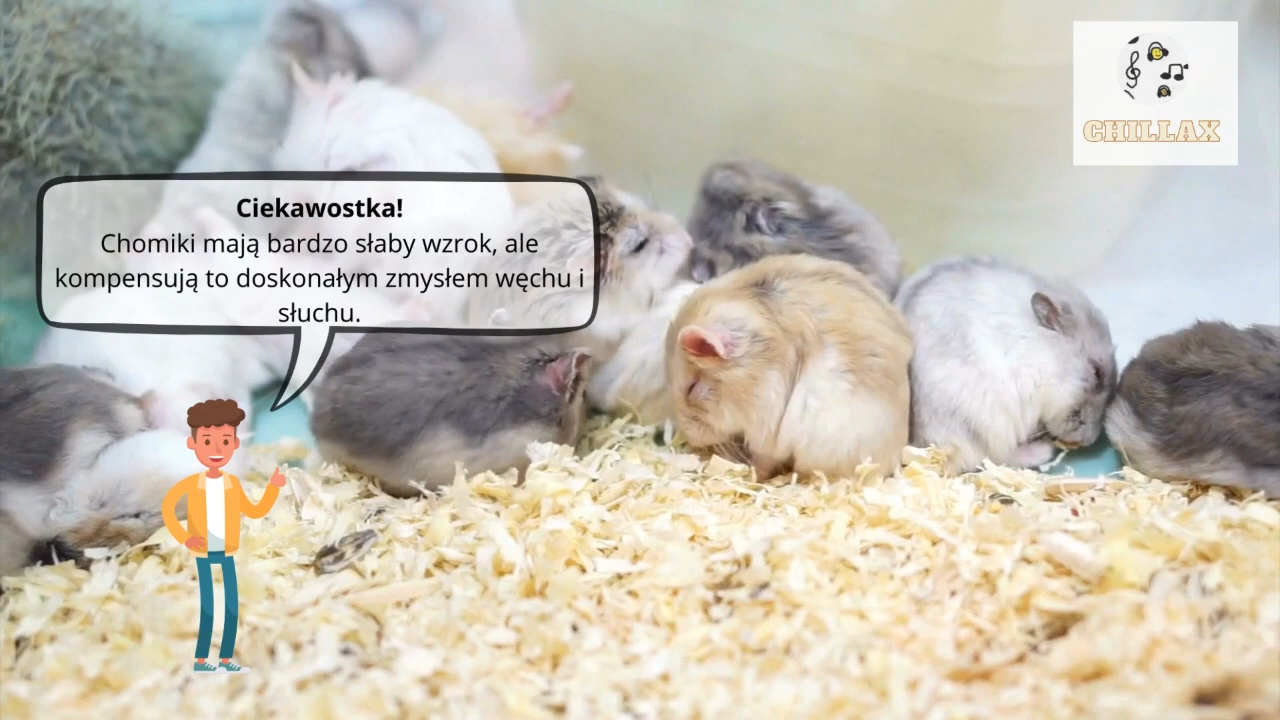 CHILLAX
Ciekawostka!
Chomiki mają bardzo słaby wzrok, ale
kompensują to doskonałym zmysłem węchu i
słuchu.